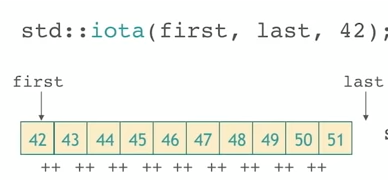 std::iota(first, last, 42);
first last
42 43 44 45 46 47 48 49 50 51
++ ++ ++ ++ ++ ++ ++ ++ ++